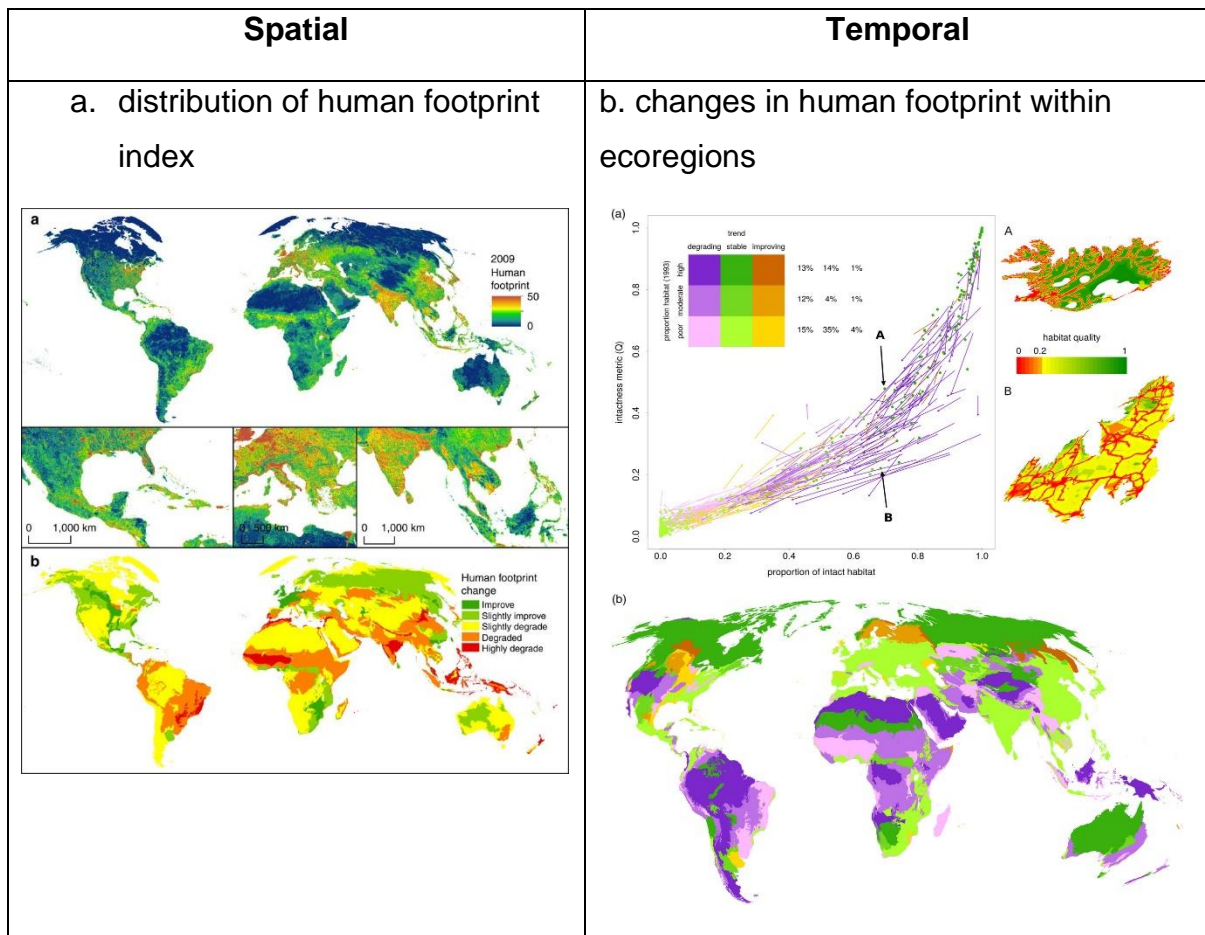 Spatial
Temporal
a. distribution of human footprint
index
a
2009
Human
footprint
50
0
0 1,000 km
0 500 km
0 1,000 km
b
Human footprint
change
Improve
Slightly improve
Slightly degrade
Degraded
Highly degrade
b. changes in human footprint within
ecoregions
(a)
trend
degrading stable improving
proportion habitat (1993)
high
moderate
poor
13% 14% 1%
12% 4% 1%
15% 35% 4%
A
B
intactness metric (Q)
1.0
0.8
0.6
0.4
0.2
0.0
0.0 0.2 0.4 0.6 0.8 1.0
proportion of intact habitat
A
habitat quality
0 0.2 1
B
(b)